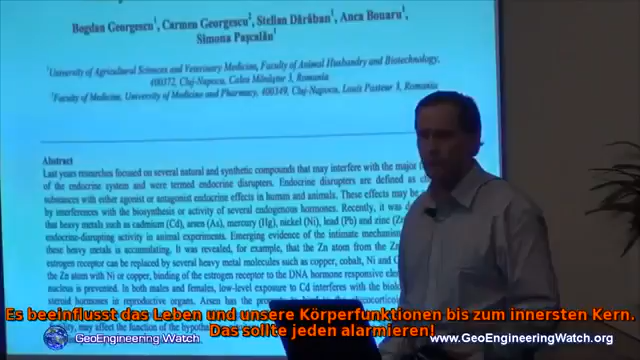 Bogdan Georgescu¹, Carmen Georgescu², Stelian Dărăban¹, Anca Bouaru¹,
Simona Paşcalău¹
¹University of Agricultural Sciences and Veterinary Medicine, Faculty of Animal Husbandry and Biotechnology,
400372, Cluj-Napoca, Calea Mănăştur 3, Romania
²Faculty of Medicine, University of Medicine and Pharmacy, 400349, Cluj-Napoca, Louis Pasteur 3, Romania
Abstract
Last years researches focused on several natural and synthetic compounds that may interfere with the major
of the endocrine system and were termed endocrine disrupters. Endocrine disrupters are defined as
substances with either agonist or antagonist endocrine effects in human and animals. These effects may be
by interferences with the biosynthesis or activity of several endogenous hormones. Recently, it was
that heavy metals such as cadmium (Cd), arsen (As), mercury (Hg), nickel (Ni), lead (Pb) and zinc
endocrine-disrupting activity in animal experiments. Emerging evidence of the intimate
these heavy metals is accumulating. It was revealed, for example, that the Zn atom from the
estrogen receptor can be replaced by several heavy metal molecules such as copper, cobalt, Ni and
the Zn atom with Ni or copper, binding of the estrogen receptor to the DNA hormone responsive
nucleus is prevented. In both males and females, low-level exposure to Cd interferes with the
steroid hormones in reproductive organs. Arsen has the
Es beeinflusst das Leben und unsere Körperfunktionen bis zum innersten Kern.
Das sollte jeden alarmieren!
may affect the function of the
GeoEngineering Watch
www.GeoEngineeringWatch.org